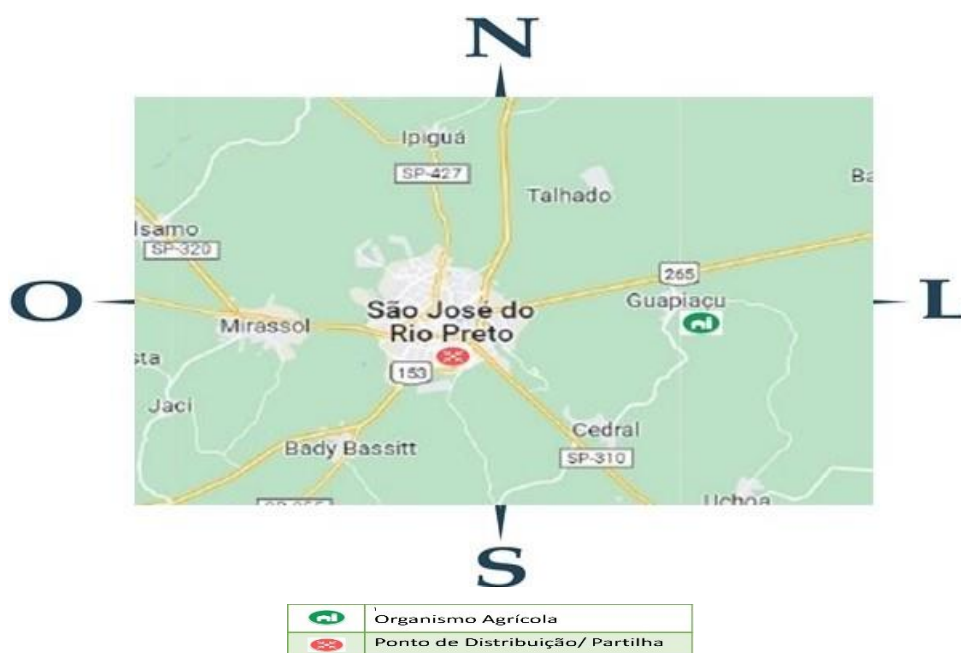 N
Ipiguá
SP-427
Talhado
Ba
lsamo
SP-320
O
265
L
Guapiaçu
São José do
Rio Preto
Mirassol
sta
153
Jaci
Cedral
Bady Bassitt
SP-310
Uchoa
S
Organismo Agrícola
Ponto de Distribuição/ Partilha